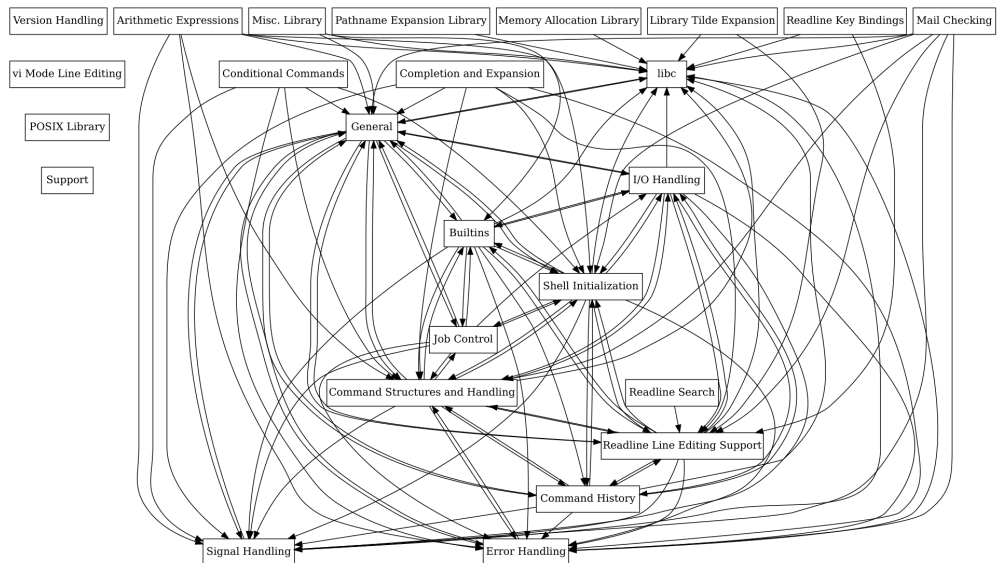 Version Handling
Arithmetic Expressions
Misc. Library
Pathname Expansion Library
Memory Allocation Library
Library Tilde Expansion
Readline Key Bindings
Mail Checking
vi Mode Line Editing
Conditional Commands
Completion and Expansion
libc
POSIX Library
General
Support
I/O Handling
Builtins
Shell Initialization
Job Control
Command Structures and Handling
Readline Search
Readline Line Editing Support
Command History
Signal Handling
Error Handling